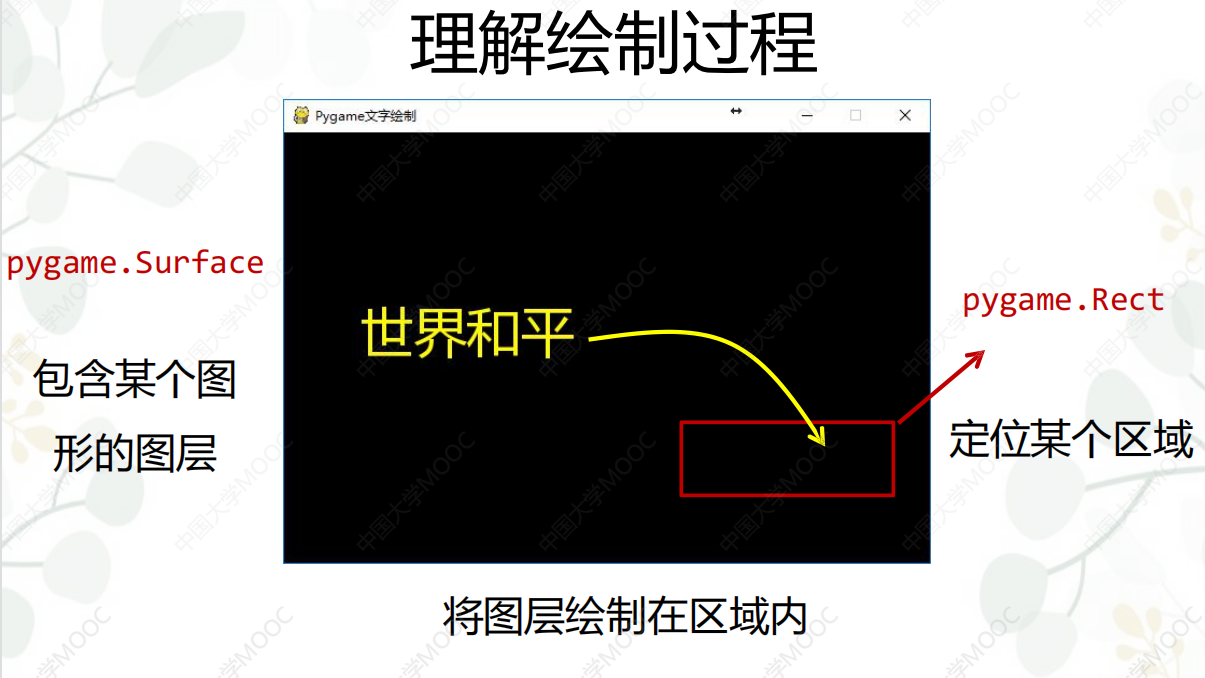 理解绘制过程
Pygame文字绘制
pygame.Surface
包含某个图
形的图层
世界和平
pygame.Rect
定位某个区域
将图层绘制在区域内
中国大学MOOC